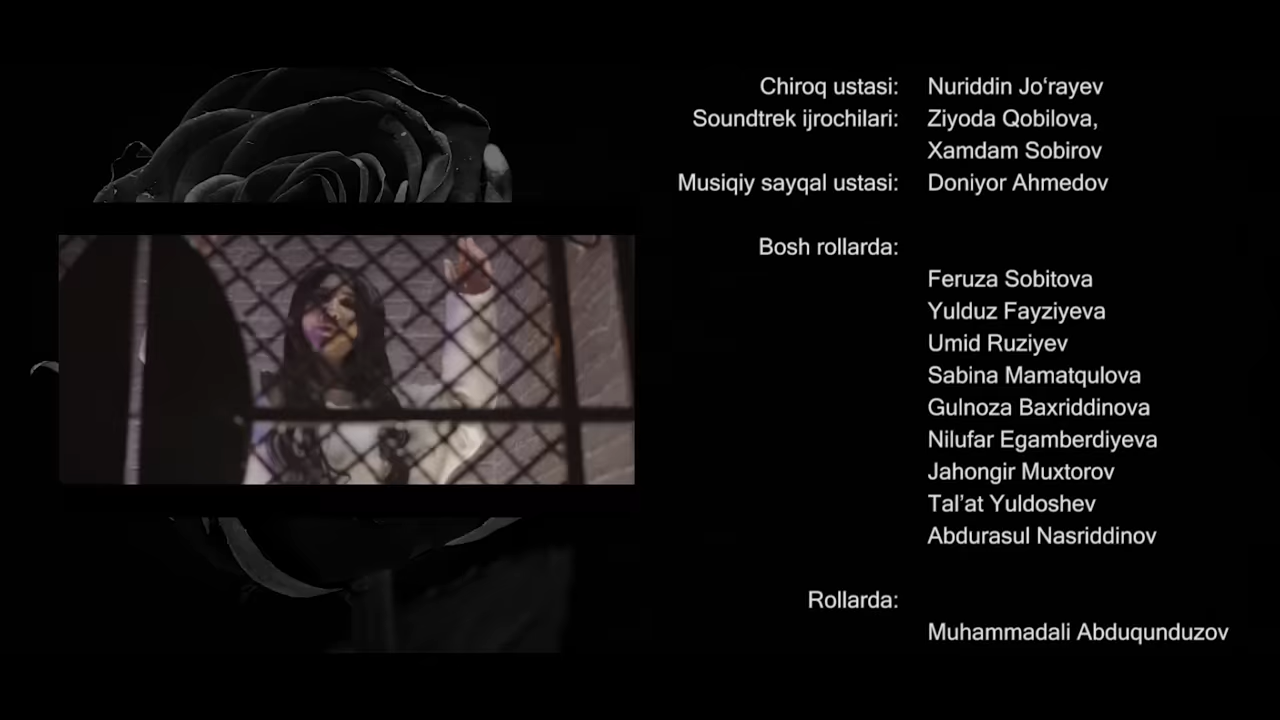 Chiroq ustasi: Nuriddin Jo‘rayev
Soundtrek ijrochilari: Ziyoda Qobilova,
Xamdam Sobirov
Musiqiy sayqal ustasi: Doniyor Ahmedov
Bosh rollarda:
Feruza Sobitova
Yulduz Fayziyeva
Umid Ruziyev
Sabina Mamatqulova
Gulnoza Baxriddinova
Nilufar Egamberdiyeva
Jahongir Muxtorov
Tal’at Yuldoshev
Abdurasul Nasriddinov
Rollarda:
Muhammadali Abduqunduzov